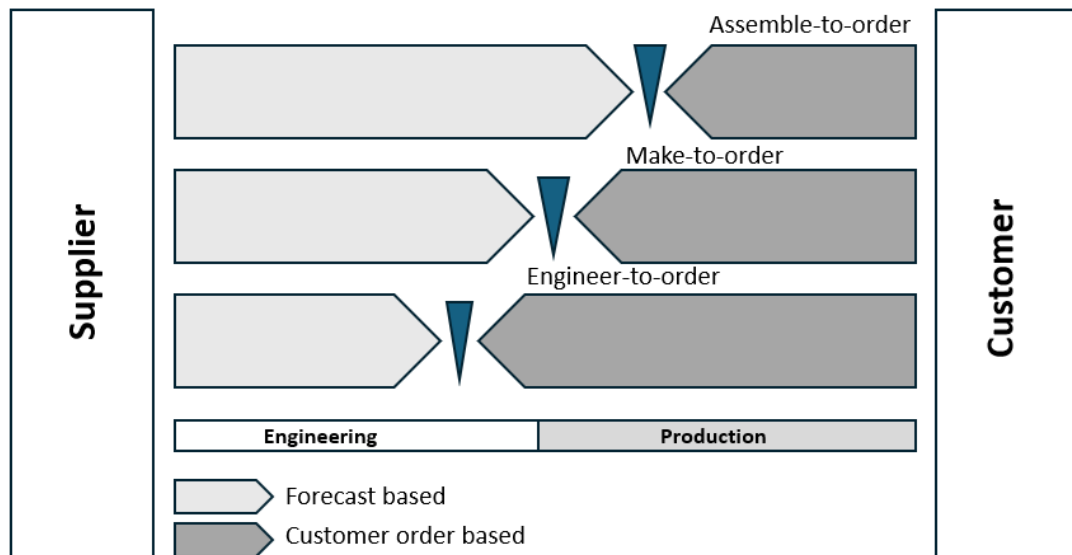 Assemble-to-order
Make-to-order
Engineer-to-order
Supplier
Customer
Engineering
Production
Forecast based
Customer order based